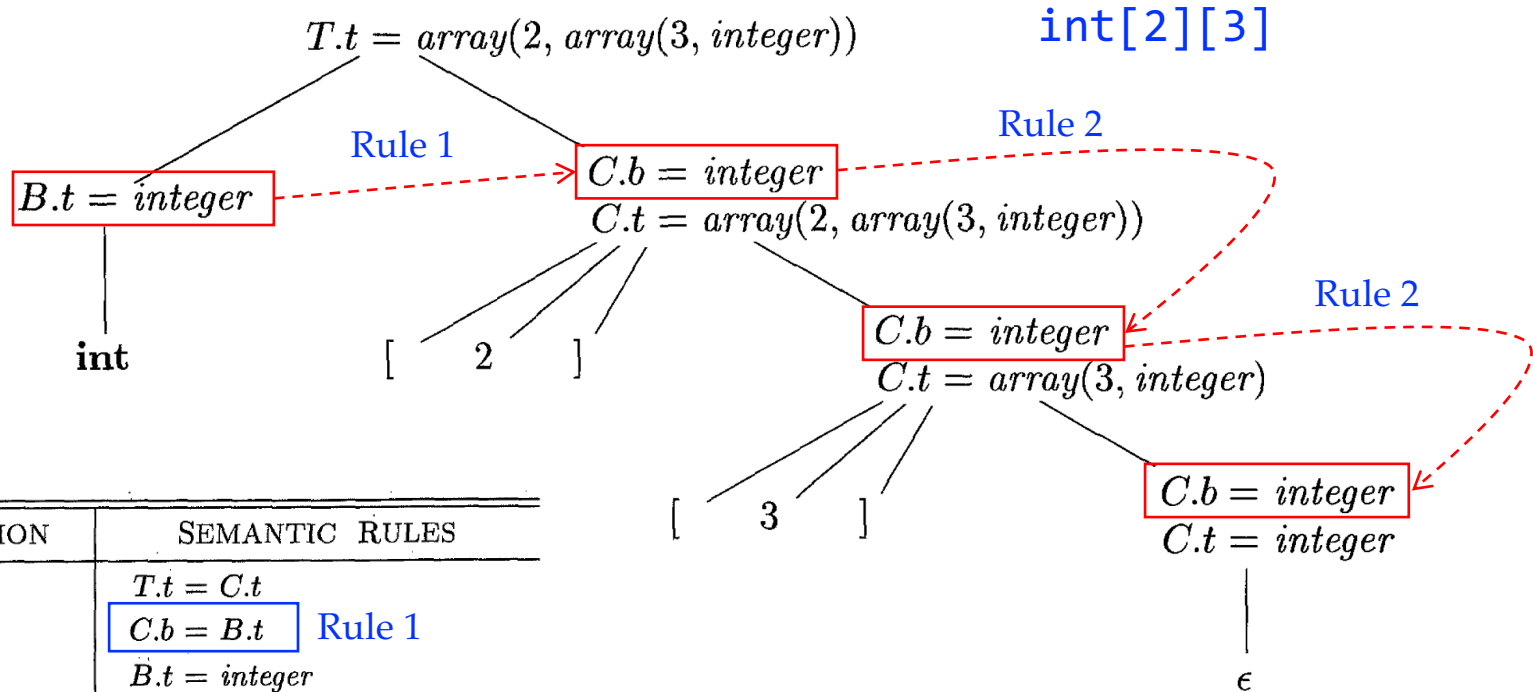 T.t = array(2, array(3, integer))
int[2][3]
Rule 1
Rule 2
B.t = integer
C.b = integer
C.t = array(2, array(3, integer))
Rule 2
int
[ 2 ]
C.b = integer
C.t = array(3, integer)
[ 3 ]
C.b = integer
C.t = integer
ϵ
ION SEMANTIC RULES
T.t = C.t
C.b = B.t Rule 1
B.t = integer